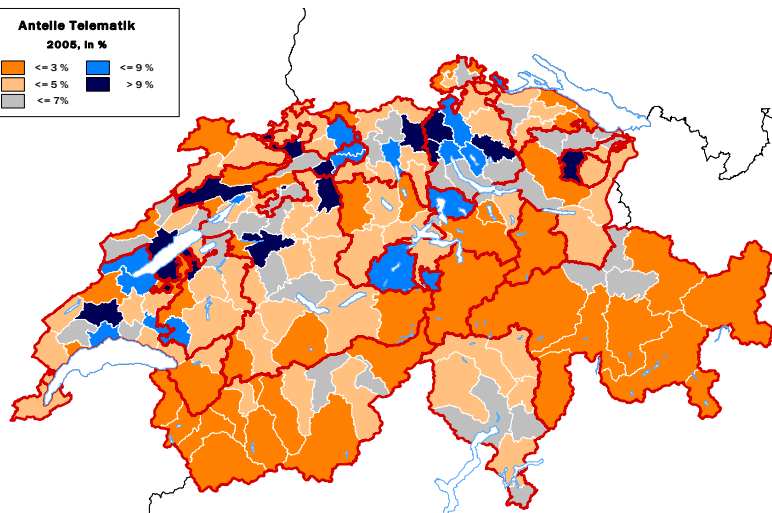 Anteile Telematik
2005, in %
<= 3 % <= 9 %
<= 5 % > 9 %
<= 7%